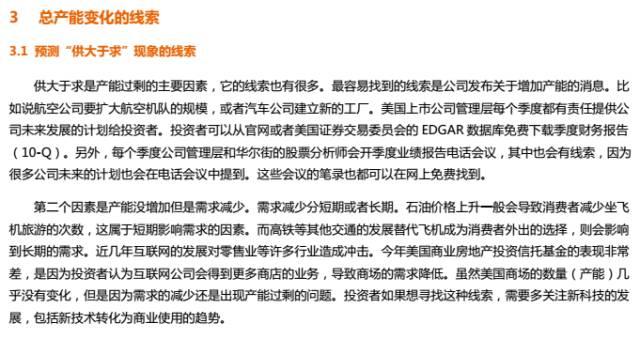 3 总产能变化的线索
3.1 预测“供大于求”现象的线索
供大于求是产能过剩的主要因素，它的线索也有很多。最容易找到的线索是公司发布关于增加产能的消息。比
如说航空公司要扩大航空机队的规模，或者汽车公司建立新的工厂。美国上市公司管理层每个季度都有责任提供公
司未来发展的计划给投资者。投资者可以从官网或者美国证券交易委员会的 EDGAR 数据库免费下载季度财务报告
（10-Q）。另外，每个季度公司管理层和华尔街的股票分析师会开季度业绩报告电话会议，其中也会有线索，因为
很多公司未来的计划也会在电话会议中提到。这些会议的笔录也都可以在网上免费找到。
第二个因素是产能没增加但是需求减少。需求减少分短期或者长期。石油价格上升一般会导致消费者减少坐飞
机旅游的次数，这属于短期影响需求的因素。而高铁等其他交通的发展替代飞机成为消费者外出的选择，则会影响
到长期的需求。近几年互联网的发展对零售业等许多行业造成冲击。今年美国商业房地产投资信托基金的表现非常
差，是因为投资者认为互联网公司会得到更多商店的业务，导致商场的需求降低。虽然美国商场的数量（产能）几
乎没有变化，但是因为需求的减少还是出现产能过剩的问题。投资者如果想寻找这种线索，需要多关注新科技的发
展，包括新技术转化为商业使用的趋势。